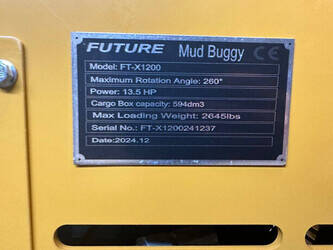 FUTURE Mud Buggy CE
Model: FT-X1200
Maximum Rotation Angle: 260°
Power: 13.5 HP
Cargo Box capacity: 594dm3
Max Loading Weight: 2645lbs
Serial No.: FT-X1200241237
Date:2024.12